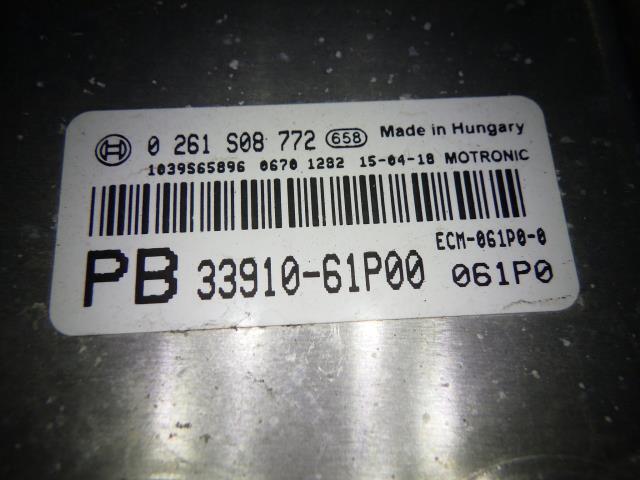 0 261 S08 772 658 Made in Hungary
1039S65896 0670 1282 15-04-18 MOTRONIC
ECM-061P0-0
PB 33910-61P00 061P0